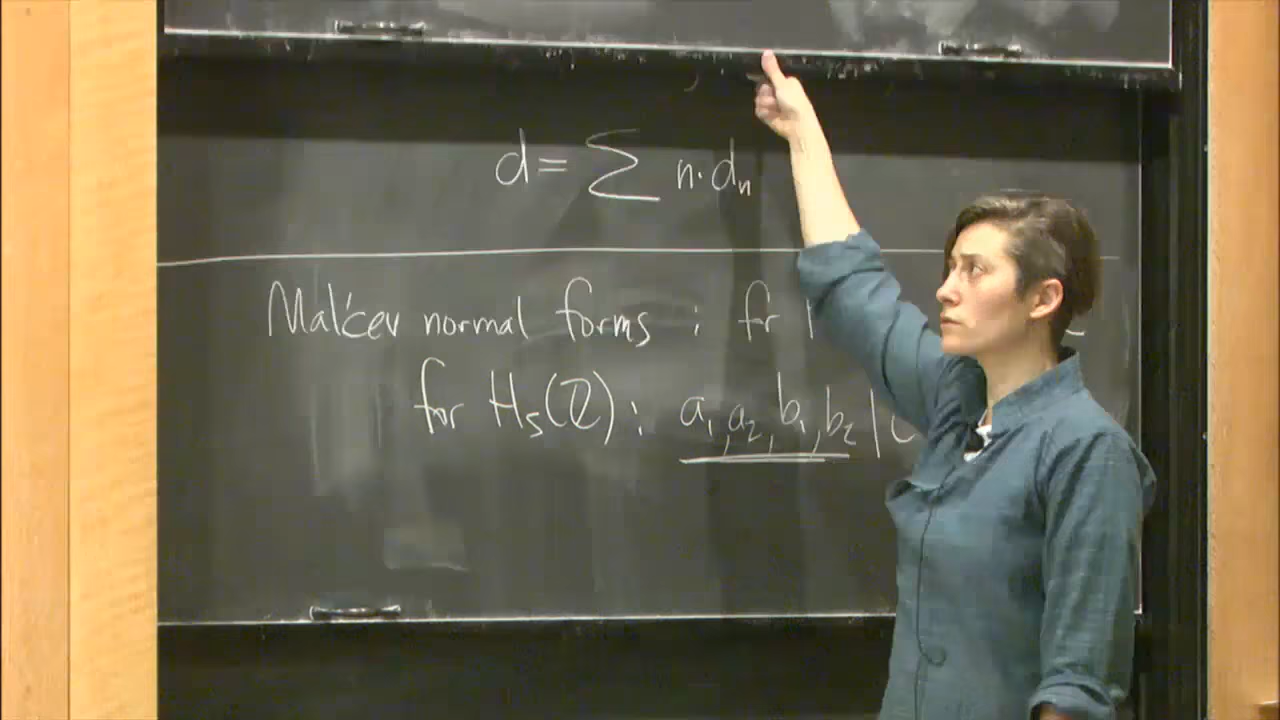 d = ∑ n·dₙ
Mal'cev normal forms : for
for H₅(ℤ) : a₁, a₂, b₁, b₂ | c